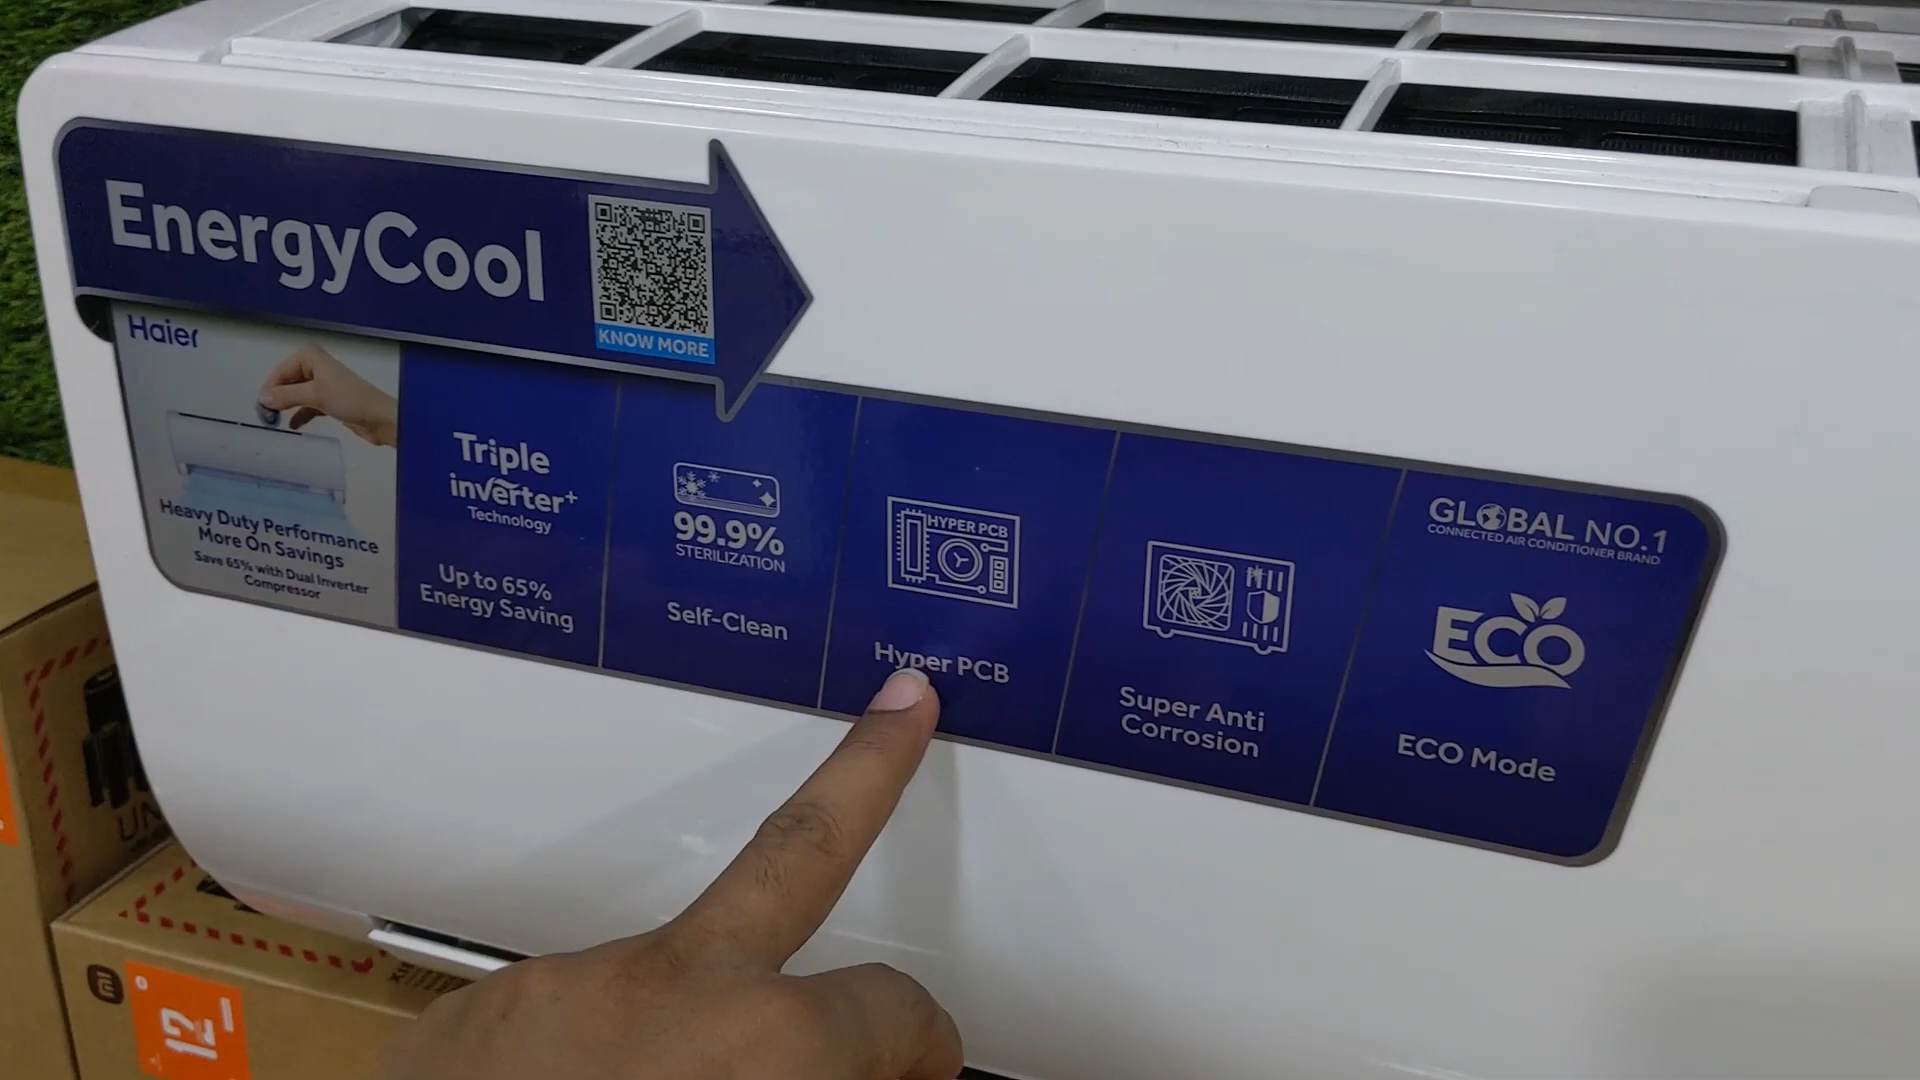 EnergyCool
KNOW MORE
Haier
Heavy Duty Performance
More On Savings
Save 65% with Dual Inverter
Compressor
Triple
inverter+
Technology
Up to 65%
Energy Saving
99.9%
STERILIZATION
Self-Clean
HYPER PCB
Hyper PCB
Super Anti
Corrosion
GLOBAL NO.1
CONNECTED AIR CONDITIONER BRAND
ECO
ECO Mode
12